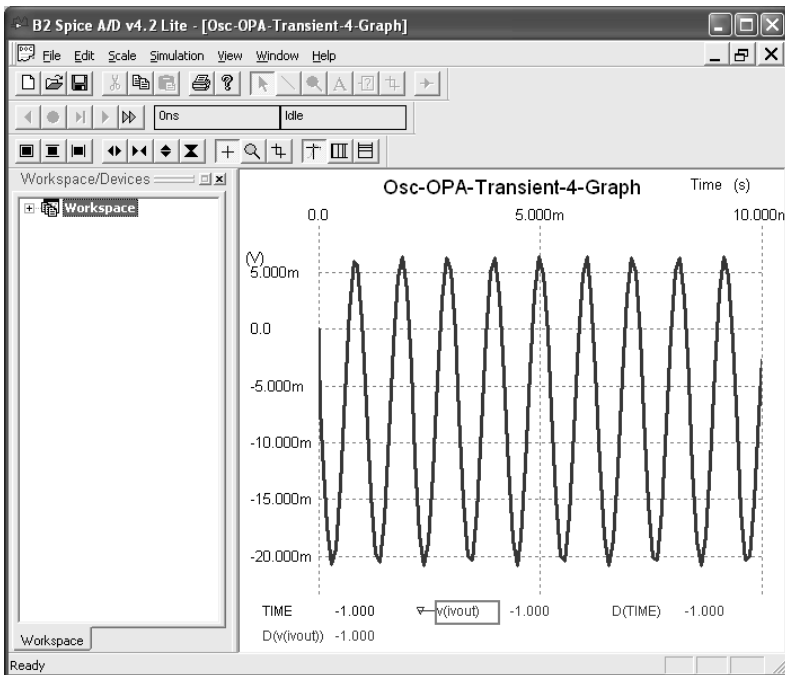 B2 Spice A/D v4.2 Lite - [Osc-OPA-Transient-4-Graph]
File Edit Scale Simulation View Window Help
0ns Idle
Workspace/Devices
Workspace
Osc-OPA-Transient-4-Graph Time (s)
0.0 5.000m 10.000m
(V)
5.000m
0.0
-5.000m
-10.000m
-15.000m
-20.000m
TIME -1.000 v(ivout) -1.000 D(TIME) -1.000
D(v(ivout)) -1.000
Workspace
Ready